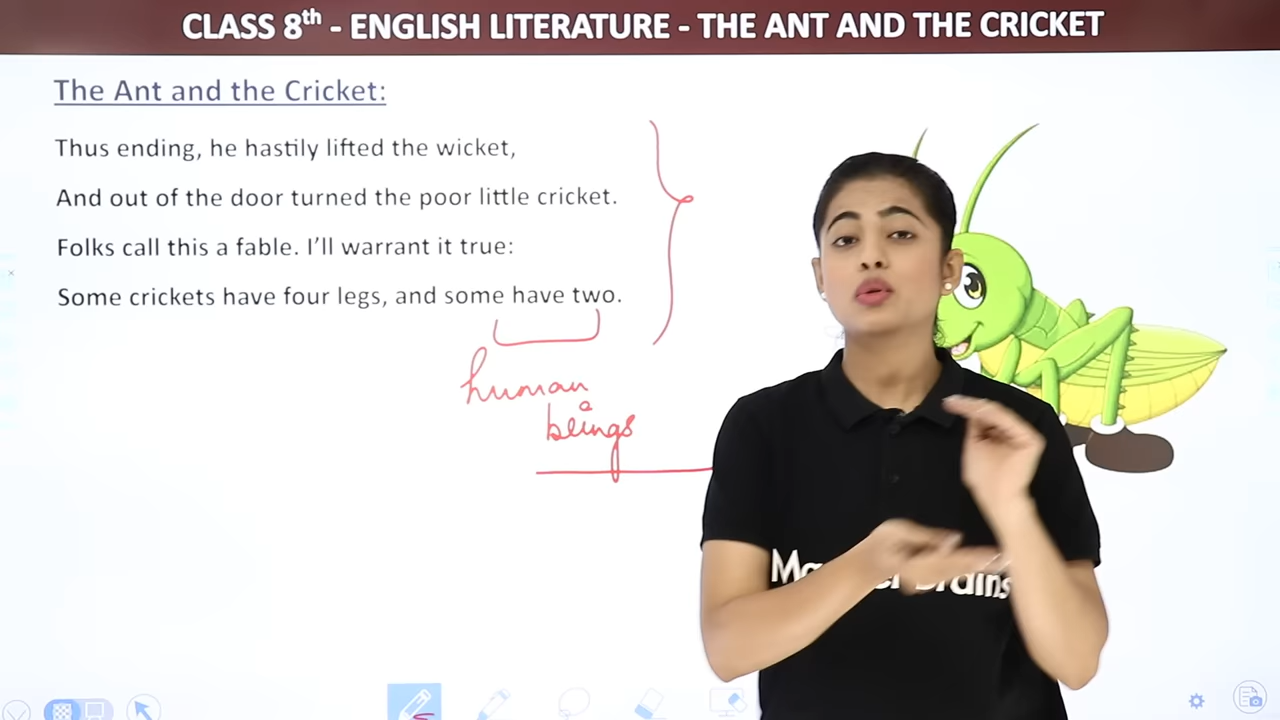 CLASS 8th - ENGLISH LITERATURE - THE ANT AND THE CRICKET
The Ant and the Cricket:
Thus ending, he hastily lifted the wicket,
And out of the door turned the poor little cricket.
Folks call this a fable. I'll warrant it true:
Some crickets have four legs, and some have two.
human
beings
Brains